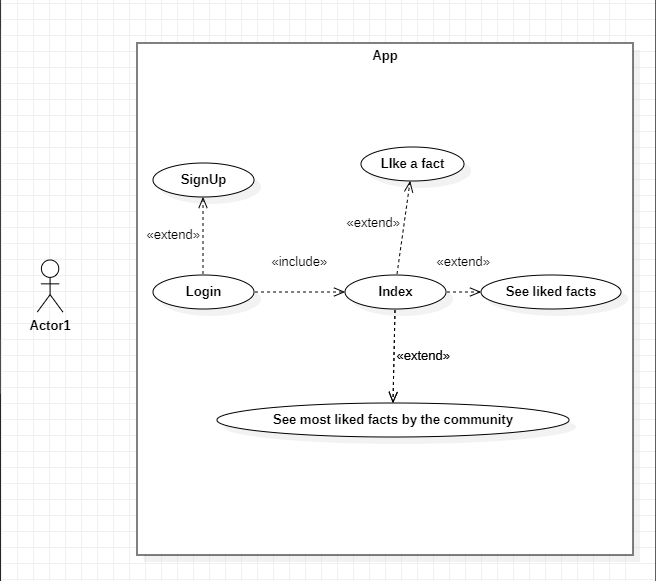 App
LIke a fact
SignUp
«extend»
«extend»
«include»
«extend»
Login
Index
See liked facts
Actor1
«extend»
See most liked facts by the community